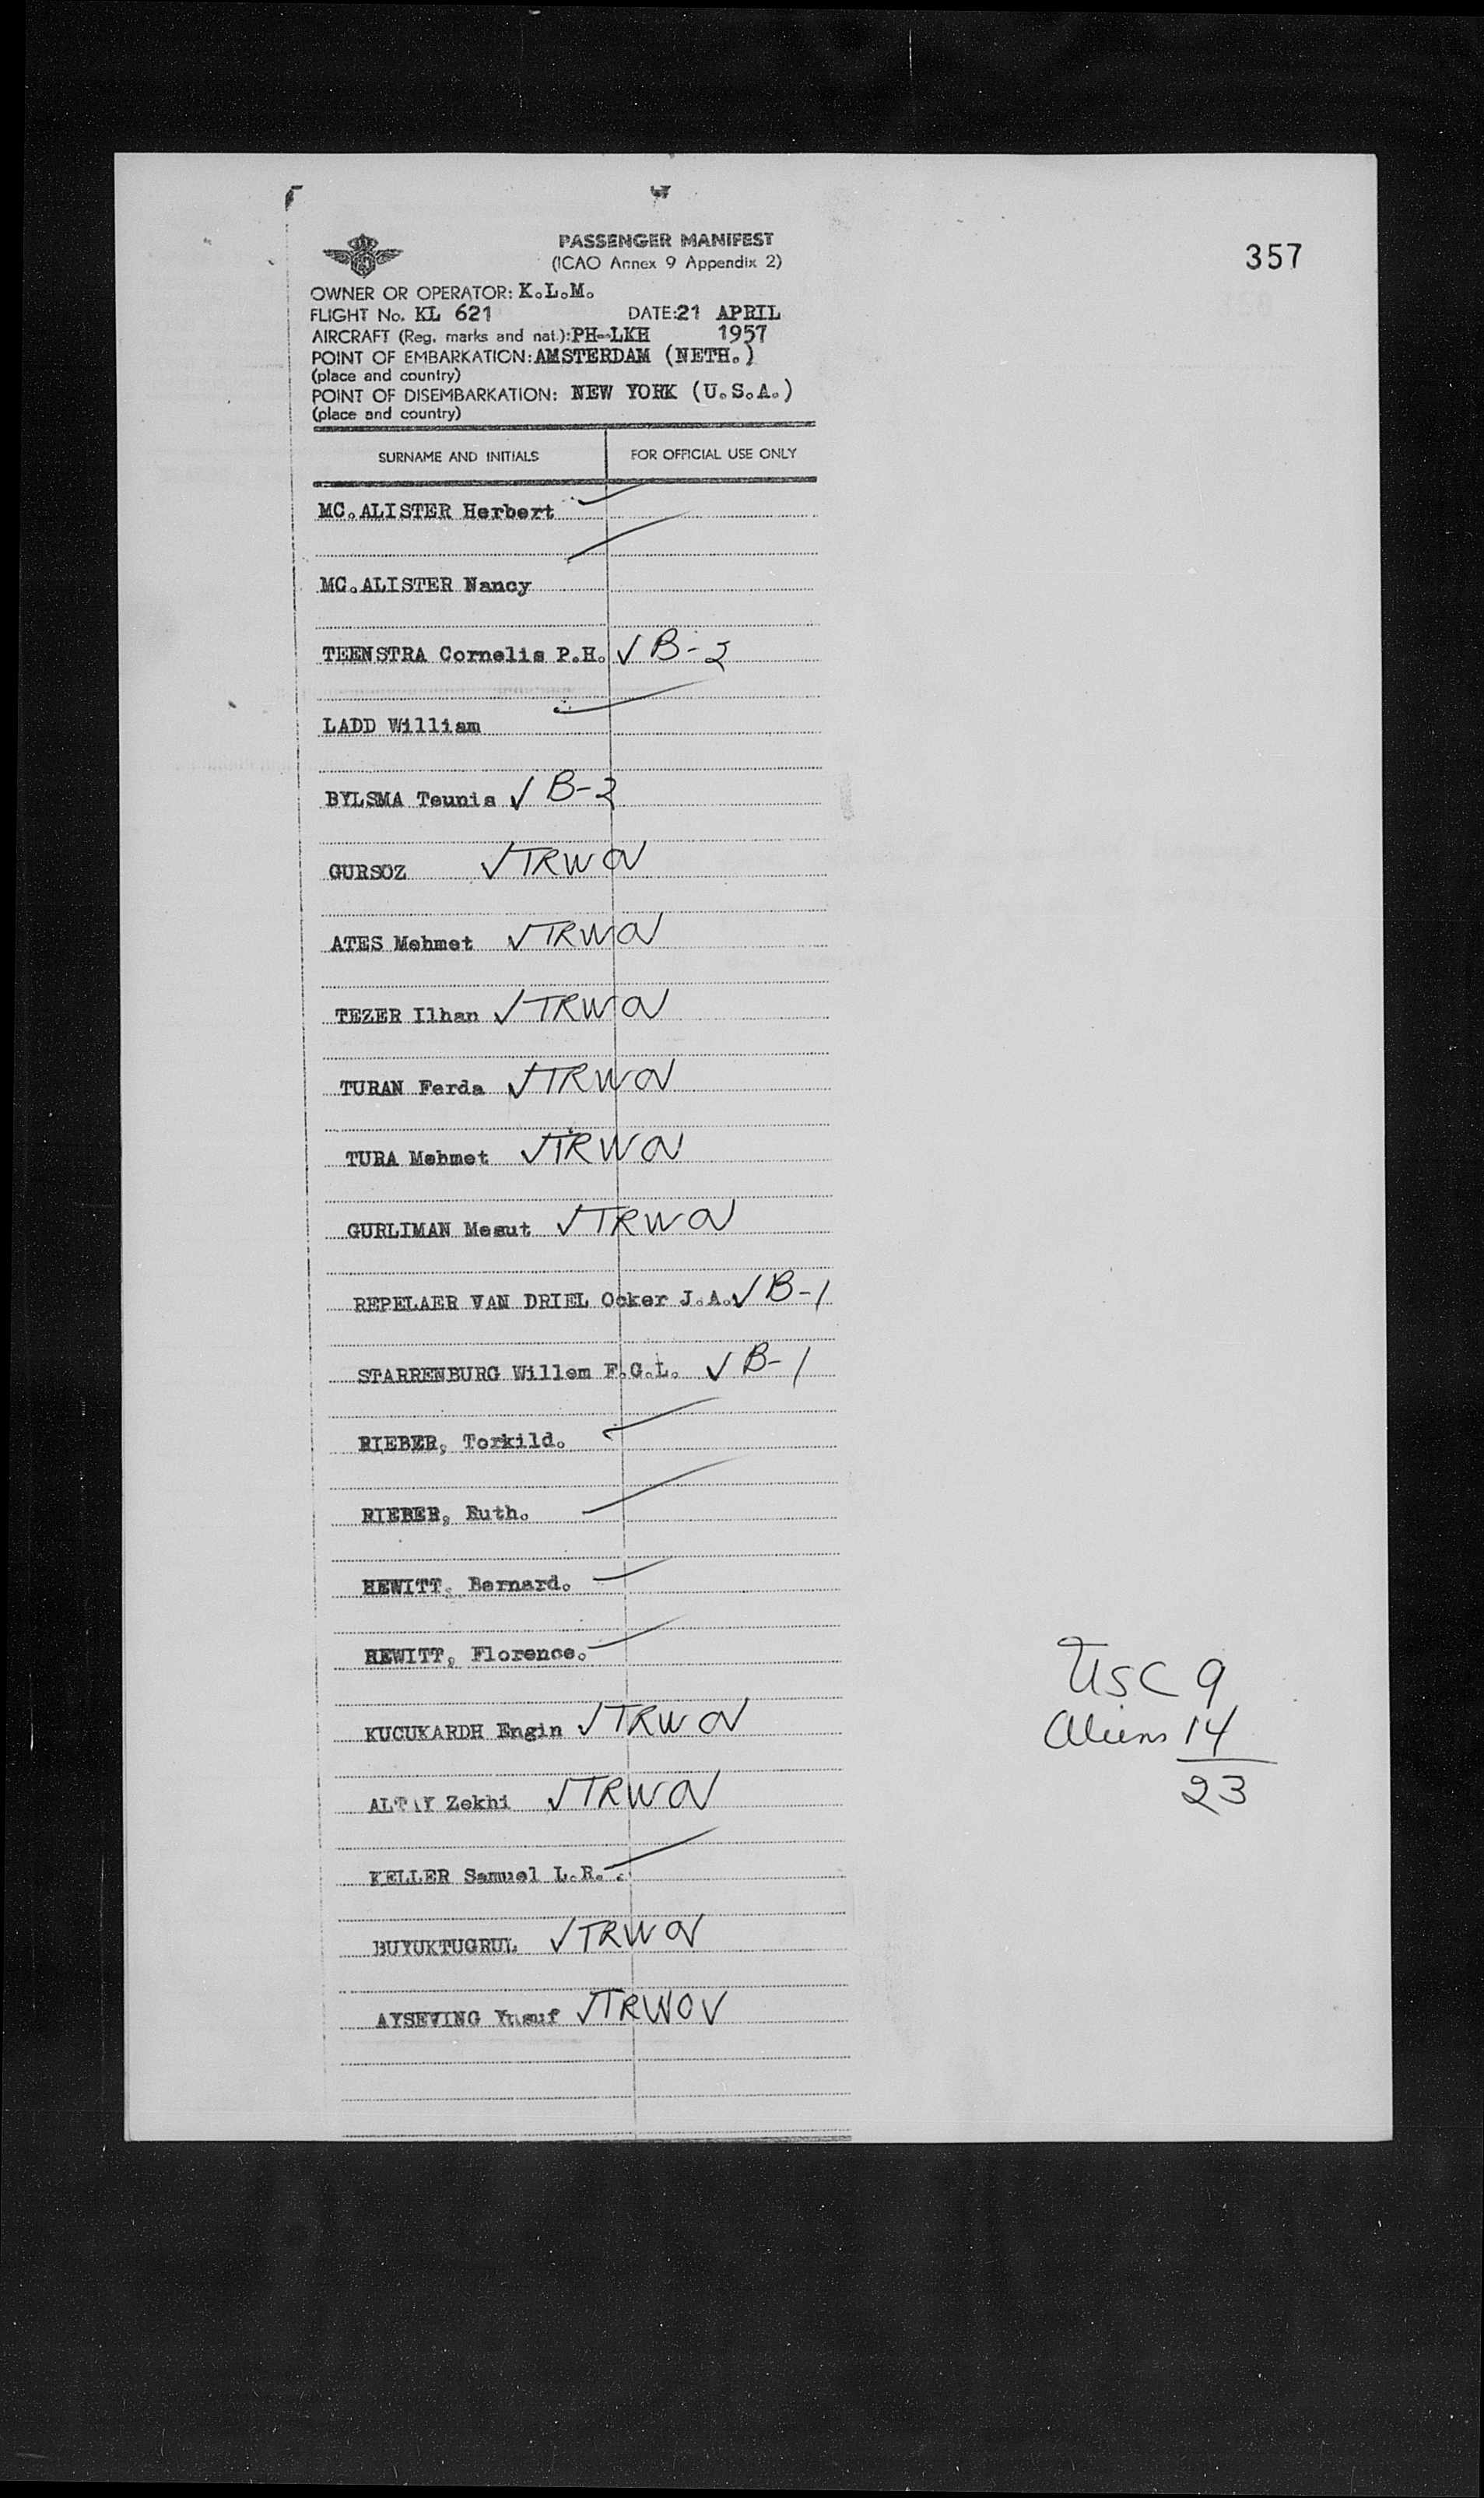 PASSENGER MANIFEST
(ICAO Annex 9 Appendix 2)
357
OWNER OR OPERATOR: K.L.M.
FLIGHT No. KL 621 DATE: 21 APRIL
AIRCRAFT (Reg. marks and nat.): PH-LKH 1957
POINT OF EMBARKATION: AMSTERDAM (NETH.)
(place and country)
POINT OF DISEMBARKATION: NEW YORK (U.S.A.)
(place and country)
SURNAME AND INITIALS FOR OFFICIAL USE ONLY
MC.ALISTER Herbert
MC.ALISTER Nancy
TEENSTRA Cornelis P.H. √ B-2
LADD William
BYLSMA Teunis √ B-2
GURSOZ √ TRWOV
ATES Mehmet √ TRWOV
TEZER Ilhan √ TRWOV
TURAN Ferda √ TRWOV
TURA Mehmet √ TRWOV
GURLIMAN Mesut √ TRWOV
REPELAER VAN DRIEL Ocker J.A. √ B-1
STARRENBURG Willem F.G.L. √ B-1
RIEBER, Torkild.
RIEBER, Ruth.
HEWITT, Bernard.
HEWITT, Florence.
KUCUKARDH Engin √ TRWOV
ALTAY Zekhi √ TRWOV
KELLER Samuel L.R.
BUYUKTUGRUL √ TRWOV
AYSEVING Yusuf √ TRWOV
USC 9
Aliens 14
23